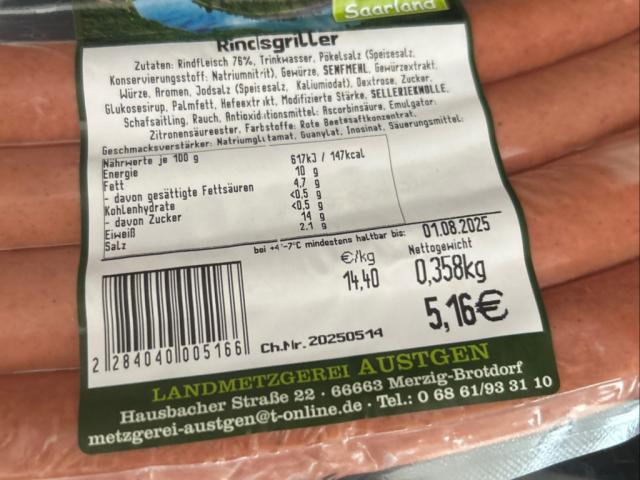 Saarland
Rindsgriller
Zutaten: Rindfleisch 76%, Trinkwasser, Pökelsalz (Speisesalz,
Konservierungsstoff: Natriumnitrit), Gewürze, SENFMEHL, Gewürzextrakt,
Würze, Aromen, Jodsalz (Speisesalz, Kaliumiodat), Dextrose, Zucker,
Glukosesirup, Palmfett, Hefeextrakt, Modifizierte Stärke, SELLERIEKNOLLE,
Schafsaitling, Rauch, Antioxiditionsmittel: Ascorbinsäure, Emulgator:
Zitronensäureester, Farbstoffe: Rote Beetesaftkonzentrat,
Geschmacksverstärker: Natriumglutamat, Guanylat, Inosinat, Säuerungsmittel:
Nährwerte je 100 g
Energie 617kJ / 147kcal
Fett 10 g
- davon gesättigte Fettsäuren 4,7 g
Kohlenhydrate <0,5 g
- davon Zucker <0,5 g
Eiweiß 14 g
Salz 2,1 g
bei +4°-7°C mindestens haltbar bis: 01.08.2025
€/kg Nettogewicht
14,40 0,358kg
5,16€
2 284040 005166
Ch.Nr. 20250514
LANDMETZGEREI AUSTGEN
Hausbacher Straße 22 · 66663 Merzig-Brotdorf
metzgerei-austgen@t-online.de · Tel.: 0 68 61/93 31 10